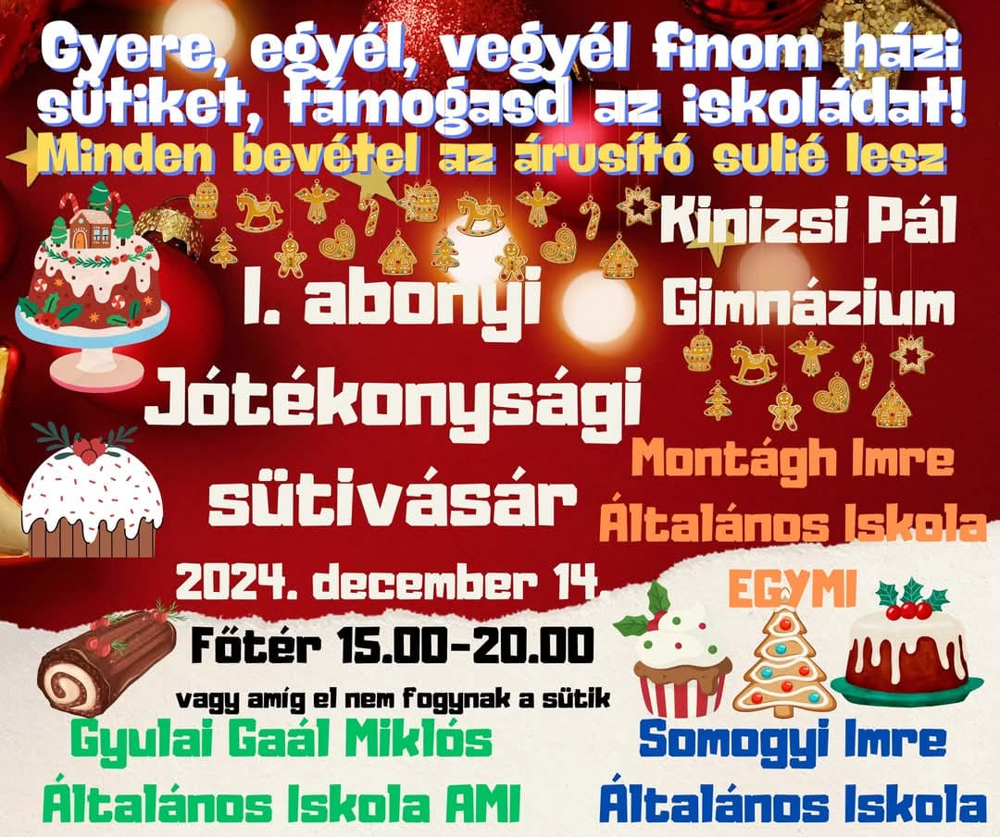 Gyere, egyél, vegyél finom házi
sütiket, támogasd az iskoládat!
Minden bevétel az árusító sulié lesz
I. abonyi
Jótékonysági
sütivásár
2024. december 14
Főtér 15.00-20.00
vagy amíg el nem fogynak a sütik
Kinizsi Pál
Gimnázium
Montágh Imre
Általános Iskola
EGYMI
Gyulai Gaál Miklós
Általános Iskola AMI
Somogyi Imre
Általános Iskola